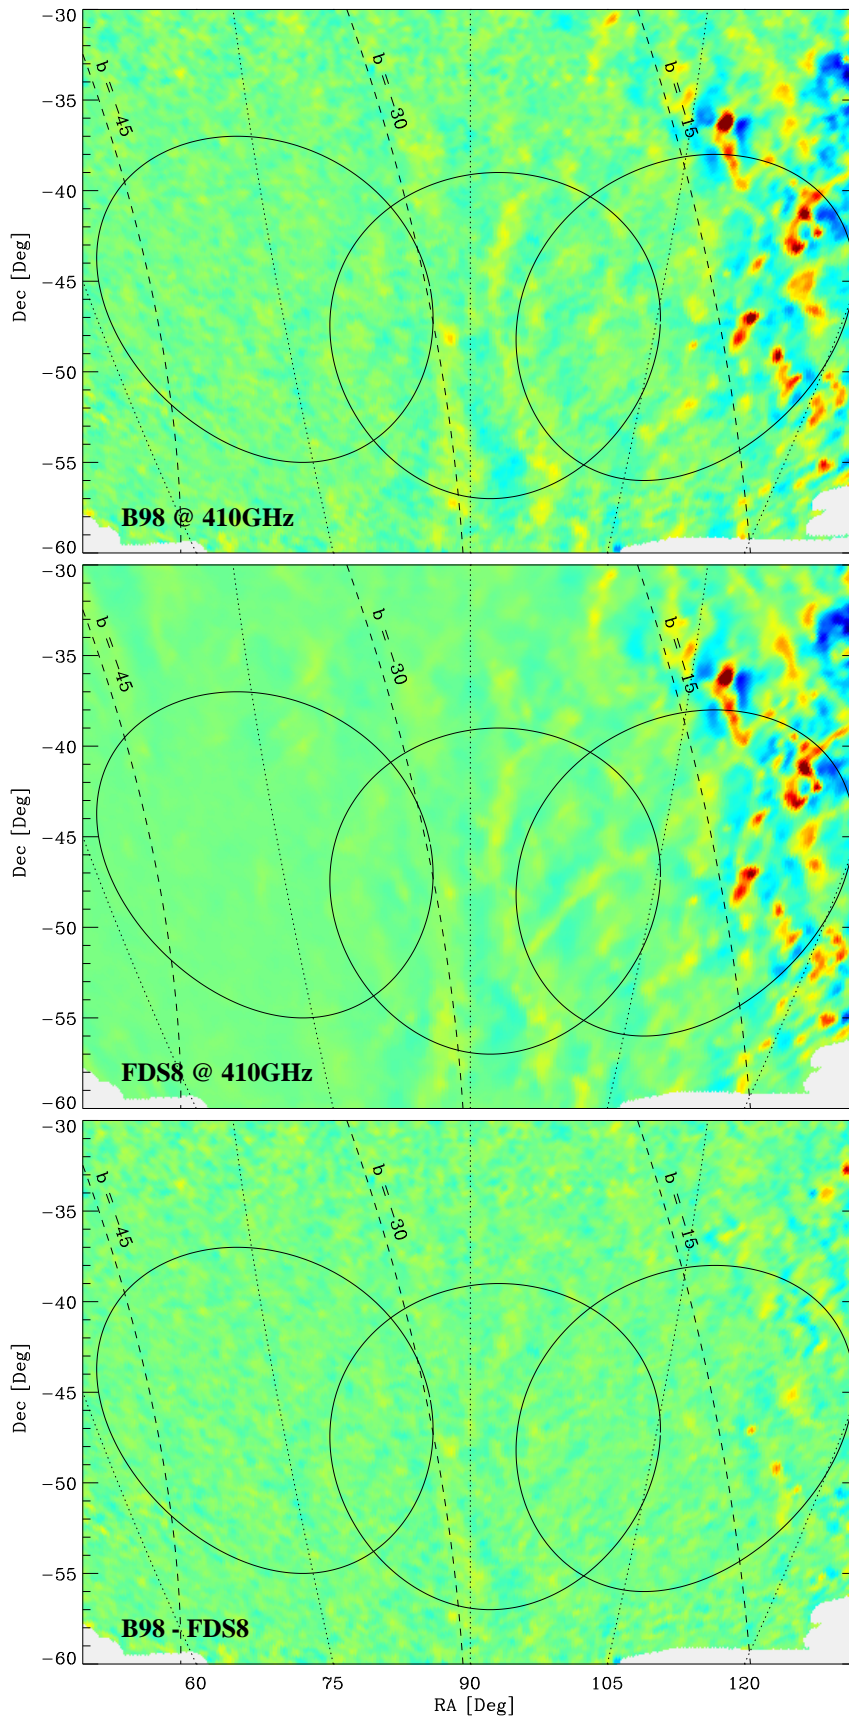 -30
-35
-40
-45
-50
-55
-60
Dec [Deg]
b = -45
b = -30
b = -15
B98 @ 410GHz
-30
-35
-40
-45
-50
-55
-60
Dec [Deg]
b = -45
b = -30
b = -15
FDS8 @ 410GHz
-30
-35
-40
-45
-50
-55
-60
Dec [Deg]
b = -45
b = -30
b = -15
B98 - FDS8
60 75 90 105 120
RA [Deg]